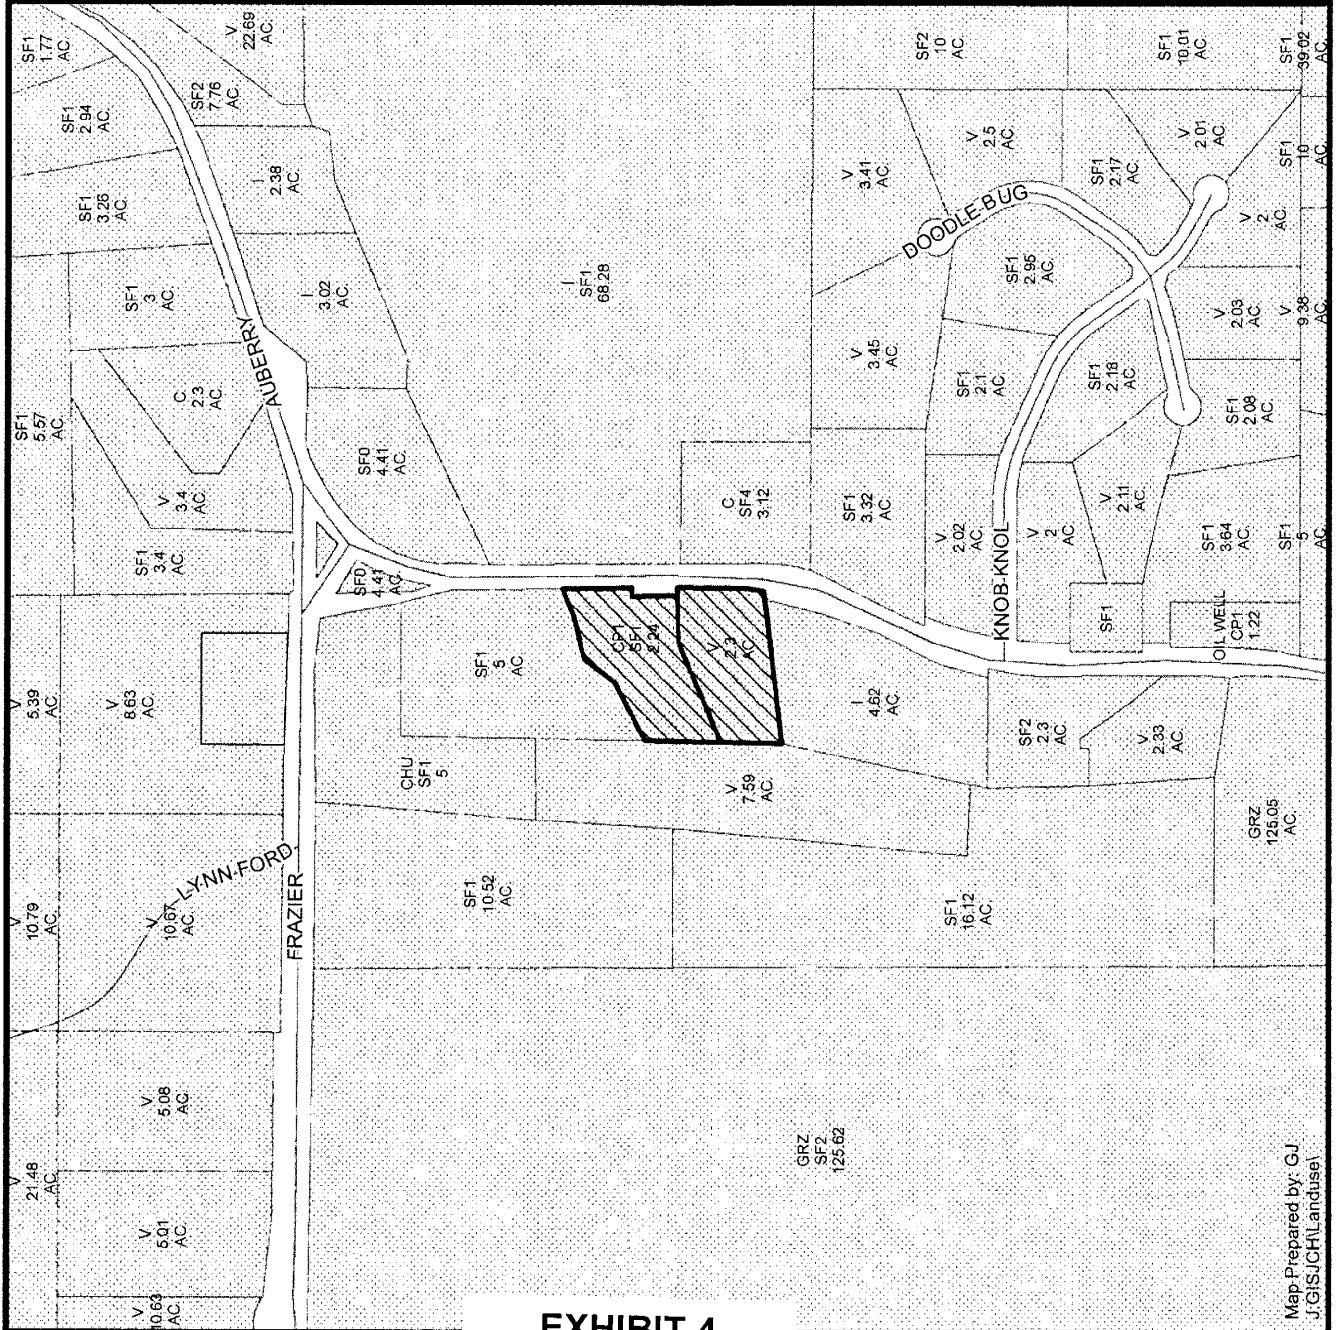 SF1
1.77
AC.
V
22.69
AC.
SF1
2.94
AC.
SF2
7.76
AC.
SF1
3.26
AC.
I
2.38
AC.
SF1
3
AC.
I
3.02
AC.
AUBERRY
C
2.3
AC.
SF1
5.57
AC.
V
3.4
AC.
SF0
4.41
AC.
SF1
3.4
AC.
SF0
4.41
AC.
I
SF1
68.28
SF2
10
AC.
SF1
10.01
AC.
SF1
39.02
AC.
V
3.41
AC.
V
2.5
AC.
SF1
2.17
AC.
V
2.01
AC
SF1
10
AC.
DOODLE-BUG
V
2
AC.
SF1
2.95
AC.
V
2.03
AC.
V
9.38
AC.
V
3.45
AC.
SF1
2.1
AC.
SF1
2.18
AC.
SF1
2.08
AC.
C
SF4
3.12
SF1
3.32
AC.
V
2.02
AC.
KNOB-KNOL
V
2
AC
V
2.11
AC.
SF1
3.64
AC.
SF1
5
AC.
SF1
OIL WELL
CP1
1.22
CP1
SF1
2.24
V
2.3
AC.
SF1
5
AC.
I
4.62
AC.
SF2
2.3
AC.
V
2.33
AC.
V
5.39
AC.
V
8.63
AC.
CHU
SF1
5
V
7.59
AC.
GRZ
125.05
AC.
LYNN-FORD
FRAZIER
V
10.79
AC.
V
10.67
AC.
SF1
10.52
AC.
SF1
16.12
AC.
V
21.48
AC.
V
5.08
AC.
V
5.01
AC.
V
10.63
AC.
GRZ
SF2
125.62
Map Prepared by: GJ
J:GISJCH\Landuse\
EXHIBIT 4